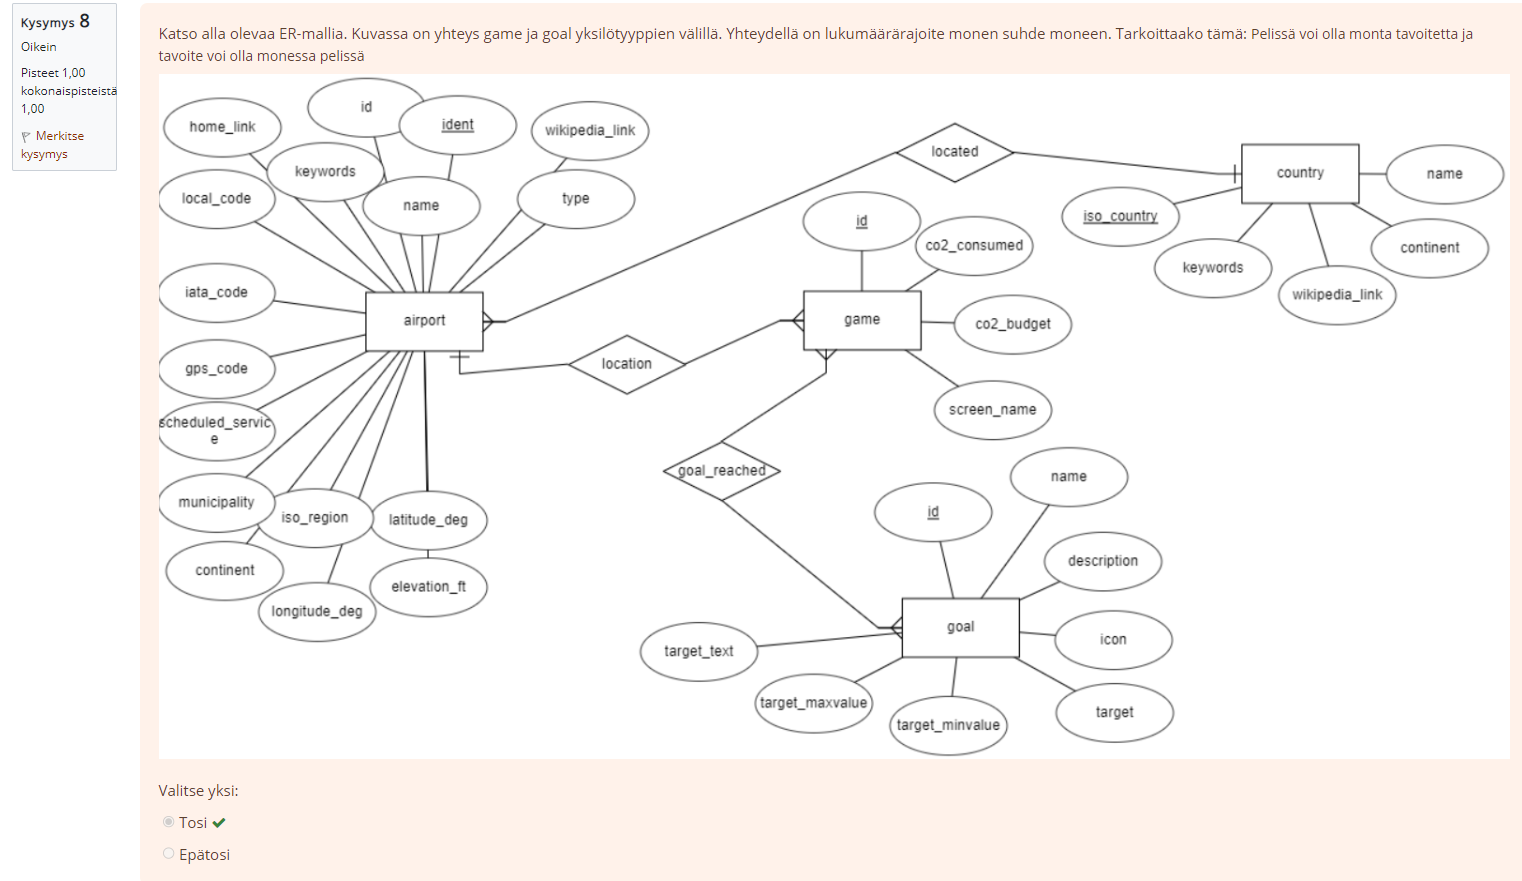 Kysymys 8
Oikein
Pisteet 1,00
kokonaispisteistä
1,00
Merkitse
kysymys
Katso alla olevaa ER-mallia. Kuvassa on yhteys game ja goal yksilötyyppien välillä. Yhteydellä on lukumäärärajoite monen suhde moneen. Tarkoittaako tämä: Pelissä voi olla monta tavoitetta ja
tavoite voi olla monessa pelissä
id
home_link
ident
wikipedia_link
located
keywords
country
name
local_code
name
type
iso_country
id
co2_consumed
continent
keywords
iata_code
wikipedia_link
airport
game
co2_budget
location
gps_code
screen_name
scheduled_servic
e
goal_reached
name
municipality
iso_region
latitude_deg
id
continent
elevation_ft
description
longitude_deg
goal
icon
target_text
target_maxvalue
target_minvalue
target
Valitse yksi:
Tosi
Epätosi